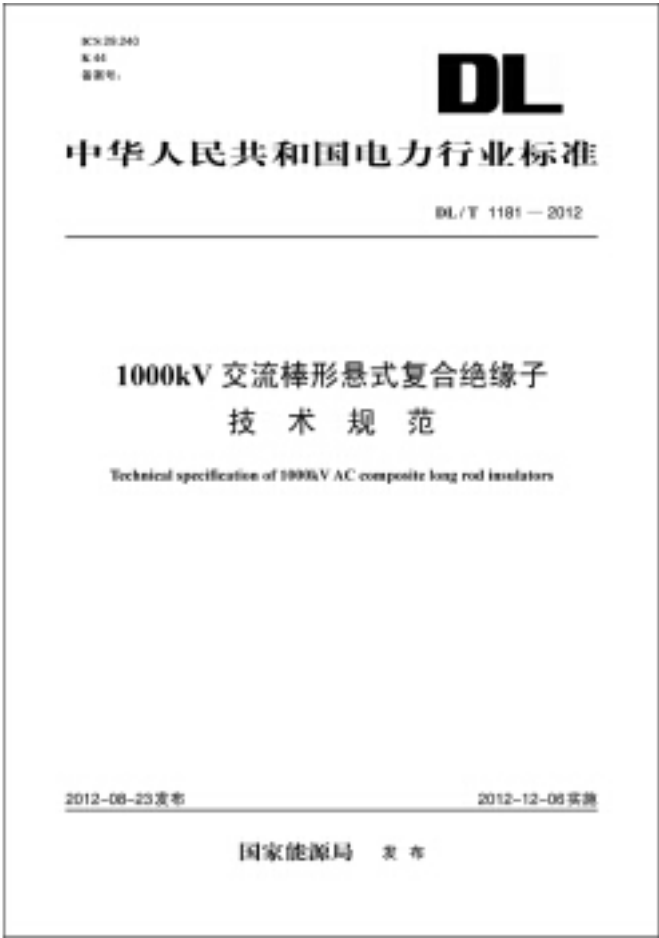 ICS 29.240
K 44
备案号:
DL
中华人民共和国电力行业标准
DL/T 1181—2012
1000kV 交流棒形悬式复合绝缘子
技术规范
Technical specification of 1000kV AC composite long rod insulators
2012-08-23发布
2012-12-06实施
国家能源局 发布